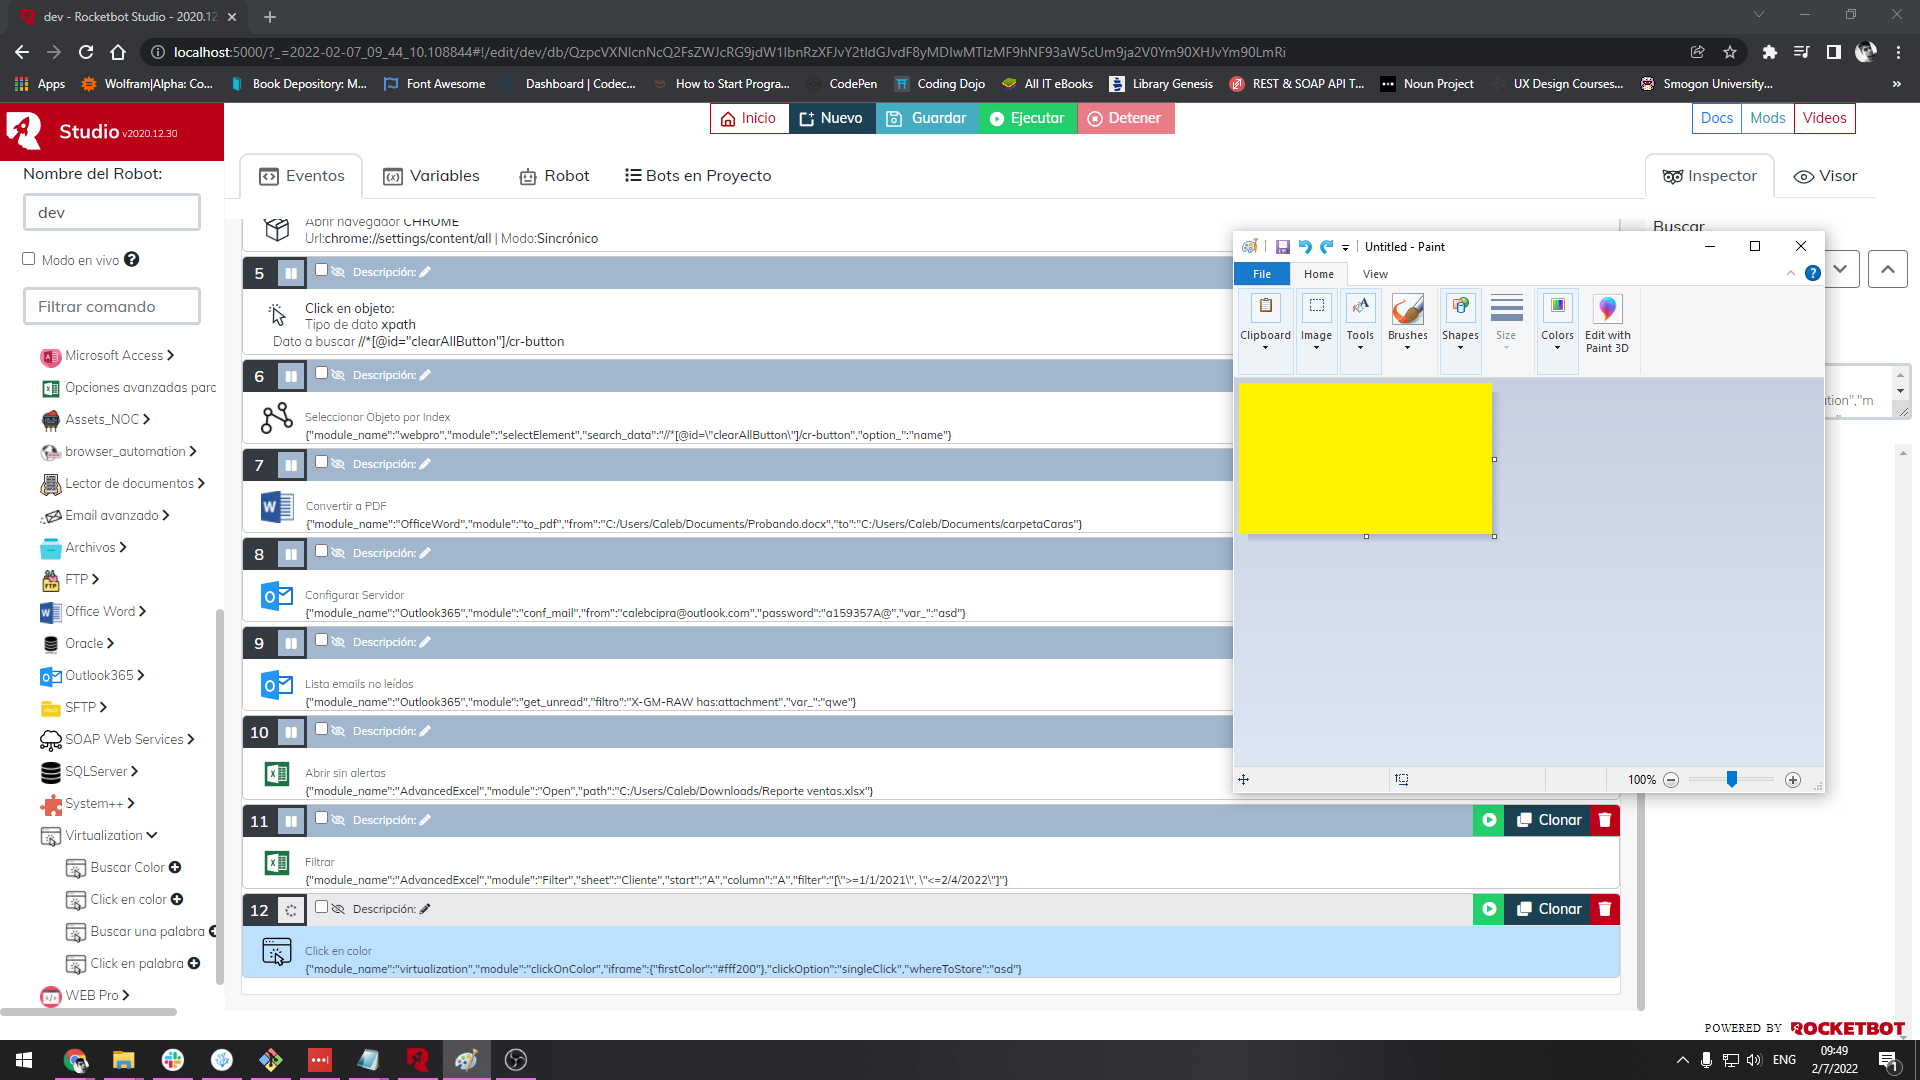 dev - Rocketbot Studio - 2020.12
localhost:5000/?_=2022-02-07_09_44_10.108844#!/edit/dev/db/QzpcVXNlcnNcQ2FsZWJcRG9jdW1lbnRzXFJvY2tldGJvdF8yMDIwMTIzMF9hNF93aW5cUm9ja2V0Ym90XHJvYm90LmRi
Apps
Wolfram|Alpha: Co...
Book Depository: M...
Font Awesome
Dashboard | Codec...
How to Start Progra...
CodePen
Coding Dojo
All IT eBooks
Library Genesis
REST & SOAP API T...
Noun Project
UX Design Courses...
Smogon University...
»
Studio v2020.12.30
Inicio
Nuevo
Guardar
Ejecutar
Detener
Docs
Mods
Videos
Nombre del Robot:
dev
Modo en vivo
Filtrar comando
Microsoft Access
Opciones avanzadas parc
Assets_NOC
browser_automation
Lector de documentos
Email avanzado
Archivos
FTP
Office Word
Oracle
Outlook365
SFTP
SOAP Web Services
SQLServer
System++
Virtualization
Buscar Color
Click en color
Buscar una palabra
Click en palabra
WEB Pro
Eventos
Variables
Robot
Bots en Proyecto
Inspector
Visor
Buscar
Abrir navegador CHROME
Url:chrome://settings/content/all | Modo:Sincrónico
5
Descripción:
Click en objeto:
Tipo de dato xpath
Dato a buscar //*[@id="clearAllButton"]/cr-button
6
Descripción:
Seleccionar Objeto por Index
{"module_name":"webpro","module":"selectElement","search_data":"//*[@id=\"clearAllButton\"]/cr-button","option_":"name"}
7
Descripción:
Convertir a PDF
{"module_name":"OfficeWord","module":"to_pdf","from":"C:/Users/Caleb/Documents/Probando.docx","to":"C:/Users/Caleb/Documents/carpetaCaras"}
8
Descripción:
Configurar Servidor
{"module_name":"Outlook365","module":"conf_mail","from":"calebcipra@outlook.com","password":"a159357A@","var_":"asd"}
9
Descripción:
Lista emails no leídos
{"module_name":"Outlook365","module":"get_unread","filtro":"X-GM-RAW has:attachment","var_":"qwe"}
10
Descripción:
Abrir sin alertas
{"module_name":"AdvancedExcel","module":"Open","path":"C:/Users/Caleb/Downloads/Reporte ventas.xlsx"}
11
Descripción:
Clonar
Filtrar
{"module_name":"AdvancedExcel","module":"Filter","sheet":"Cliente","start":"A","column":"A","filter":"[\">=1/1/2021\", \"<=2/4/2022\"]"}
12
Descripción:
Clonar
Click en color
{"module_name":"virtualization","module":"clickOnColor","iframe":{"firstColor":"#fff200"},"clickOption":"singleClick","whereToStore":"asd"}
Untitled - Paint
File
Home
View
Clipboard
Image
Tools
Brushes
Shapes
Size
Colors
Edit with
Paint 3D
100%
ation","m
POWERED BY ROCKETBOT
ENG
09:49
2/7/2022
1